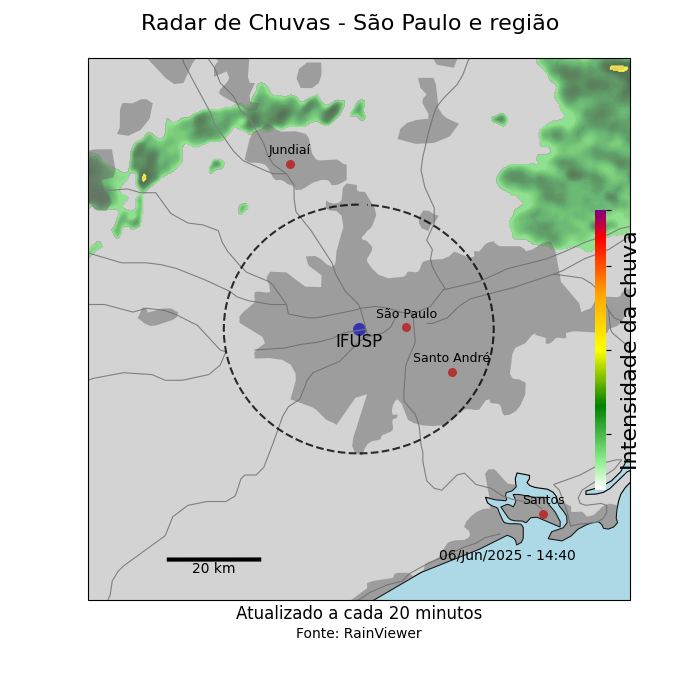 Radar de Chuvas - São Paulo e região
Jundiaí
São Paulo
IFUSP
Santo André
Intensidade da chuva
Santos
06/Jun/2025 - 14:40
20 km
Atualizado a cada 20 minutos
Fonte: RainViewer